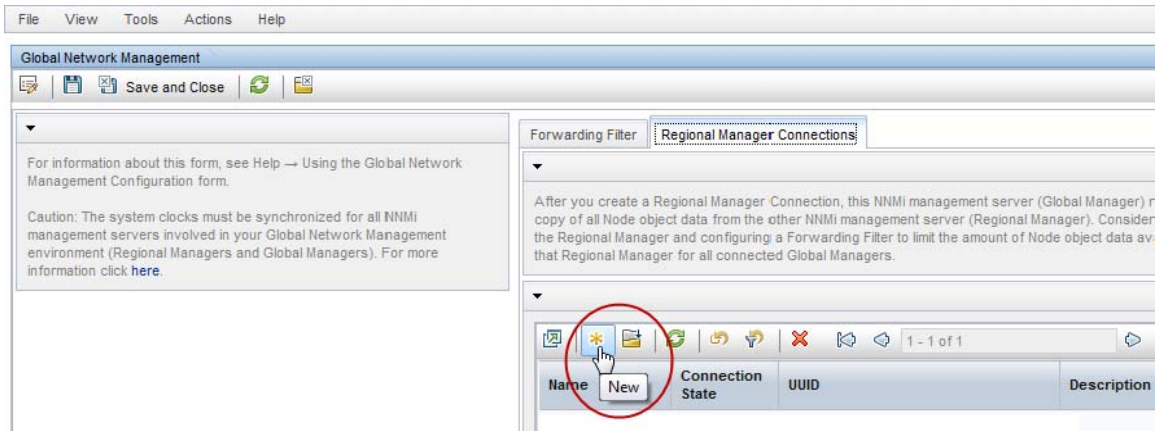 File View Tools Actions Help
Global Network Management
Save and Close
For information about this form, see Help → Using the Global Network
Management Configuration form.
Caution: The system clocks must be synchronized for all NNMi
management servers involved in your Global Network Management
environment (Regional Managers and Global Managers). For more
information click here.
Forwarding Filter Regional Manager Connections
After you create a Regional Manager Connection, this NNMi management server (Global Manager)
copy of all Node object data from the other NNMi management server (Regional Manager). Consider
the Regional Manager and configuring a Forwarding Filter to limit the amount of Node object data
that Regional Manager for all connected Global Managers.
1 - 1 of 1
Name New Connection State UUID Description